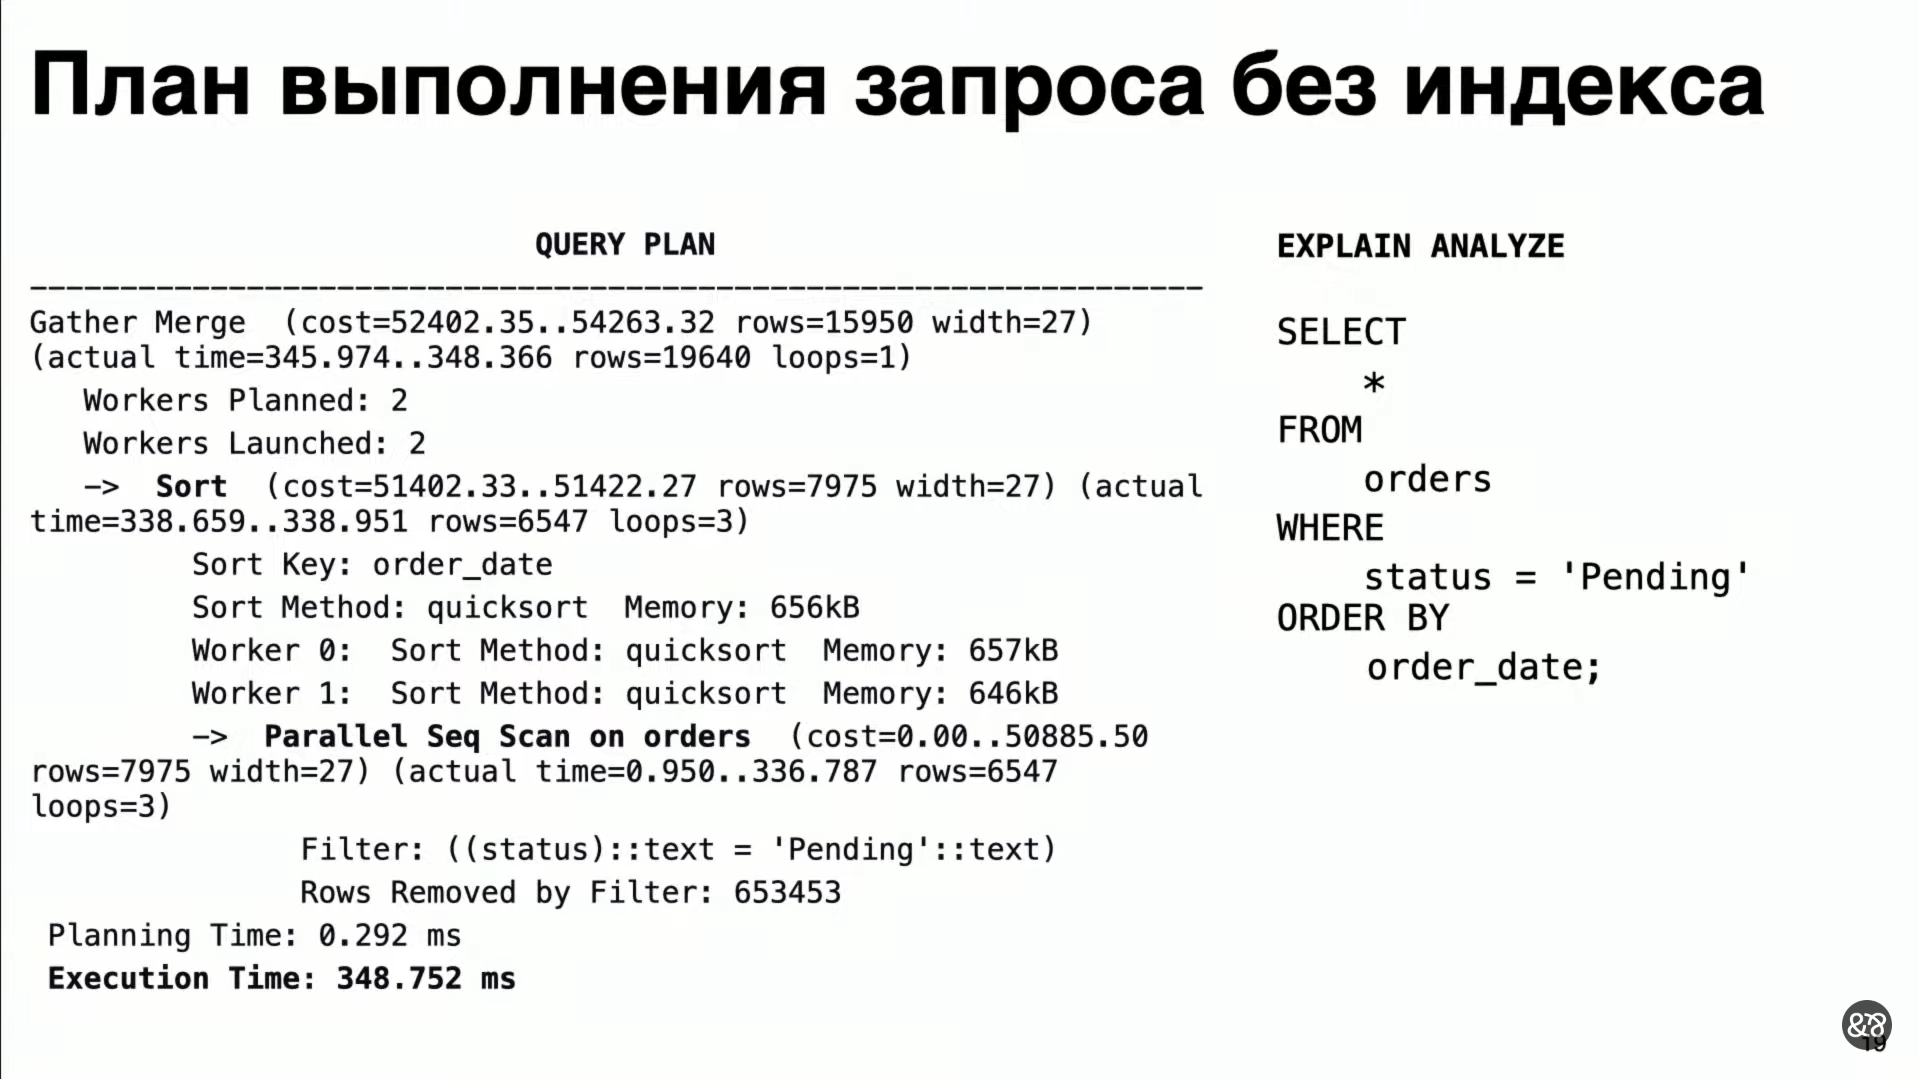 План выполнения запроса без индекса
QUERY PLAN
-----------------------------------------------------------------
Gather Merge  (cost=52402.35..54263.32 rows=15950 width=27)
(actual time=345.974..348.366 rows=19640 loops=1)
Workers Planned: 2
Workers Launched: 2
->  Sort  (cost=51402.33..51422.27 rows=7975 width=27) (actual
time=338.659..338.951 rows=6547 loops=3)
Sort Key: order_date
Sort Method: quicksort  Memory: 656kB
Worker 0:  Sort Method: quicksort  Memory: 657kB
Worker 1:  Sort Method: quicksort  Memory: 646kB
->  Parallel Seq Scan on orders  (cost=0.00..50885.50
rows=7975 width=27) (actual time=0.950..336.787 rows=6547
loops=3)
Filter: ((status)::text = 'Pending'::text)
Rows Removed by Filter: 653453
Planning Time: 0.292 ms
Execution Time: 348.752 ms
EXPLAIN ANALYZE
SELECT
*
FROM
orders
WHERE
status = 'Pending'
ORDER BY
order_date;
19